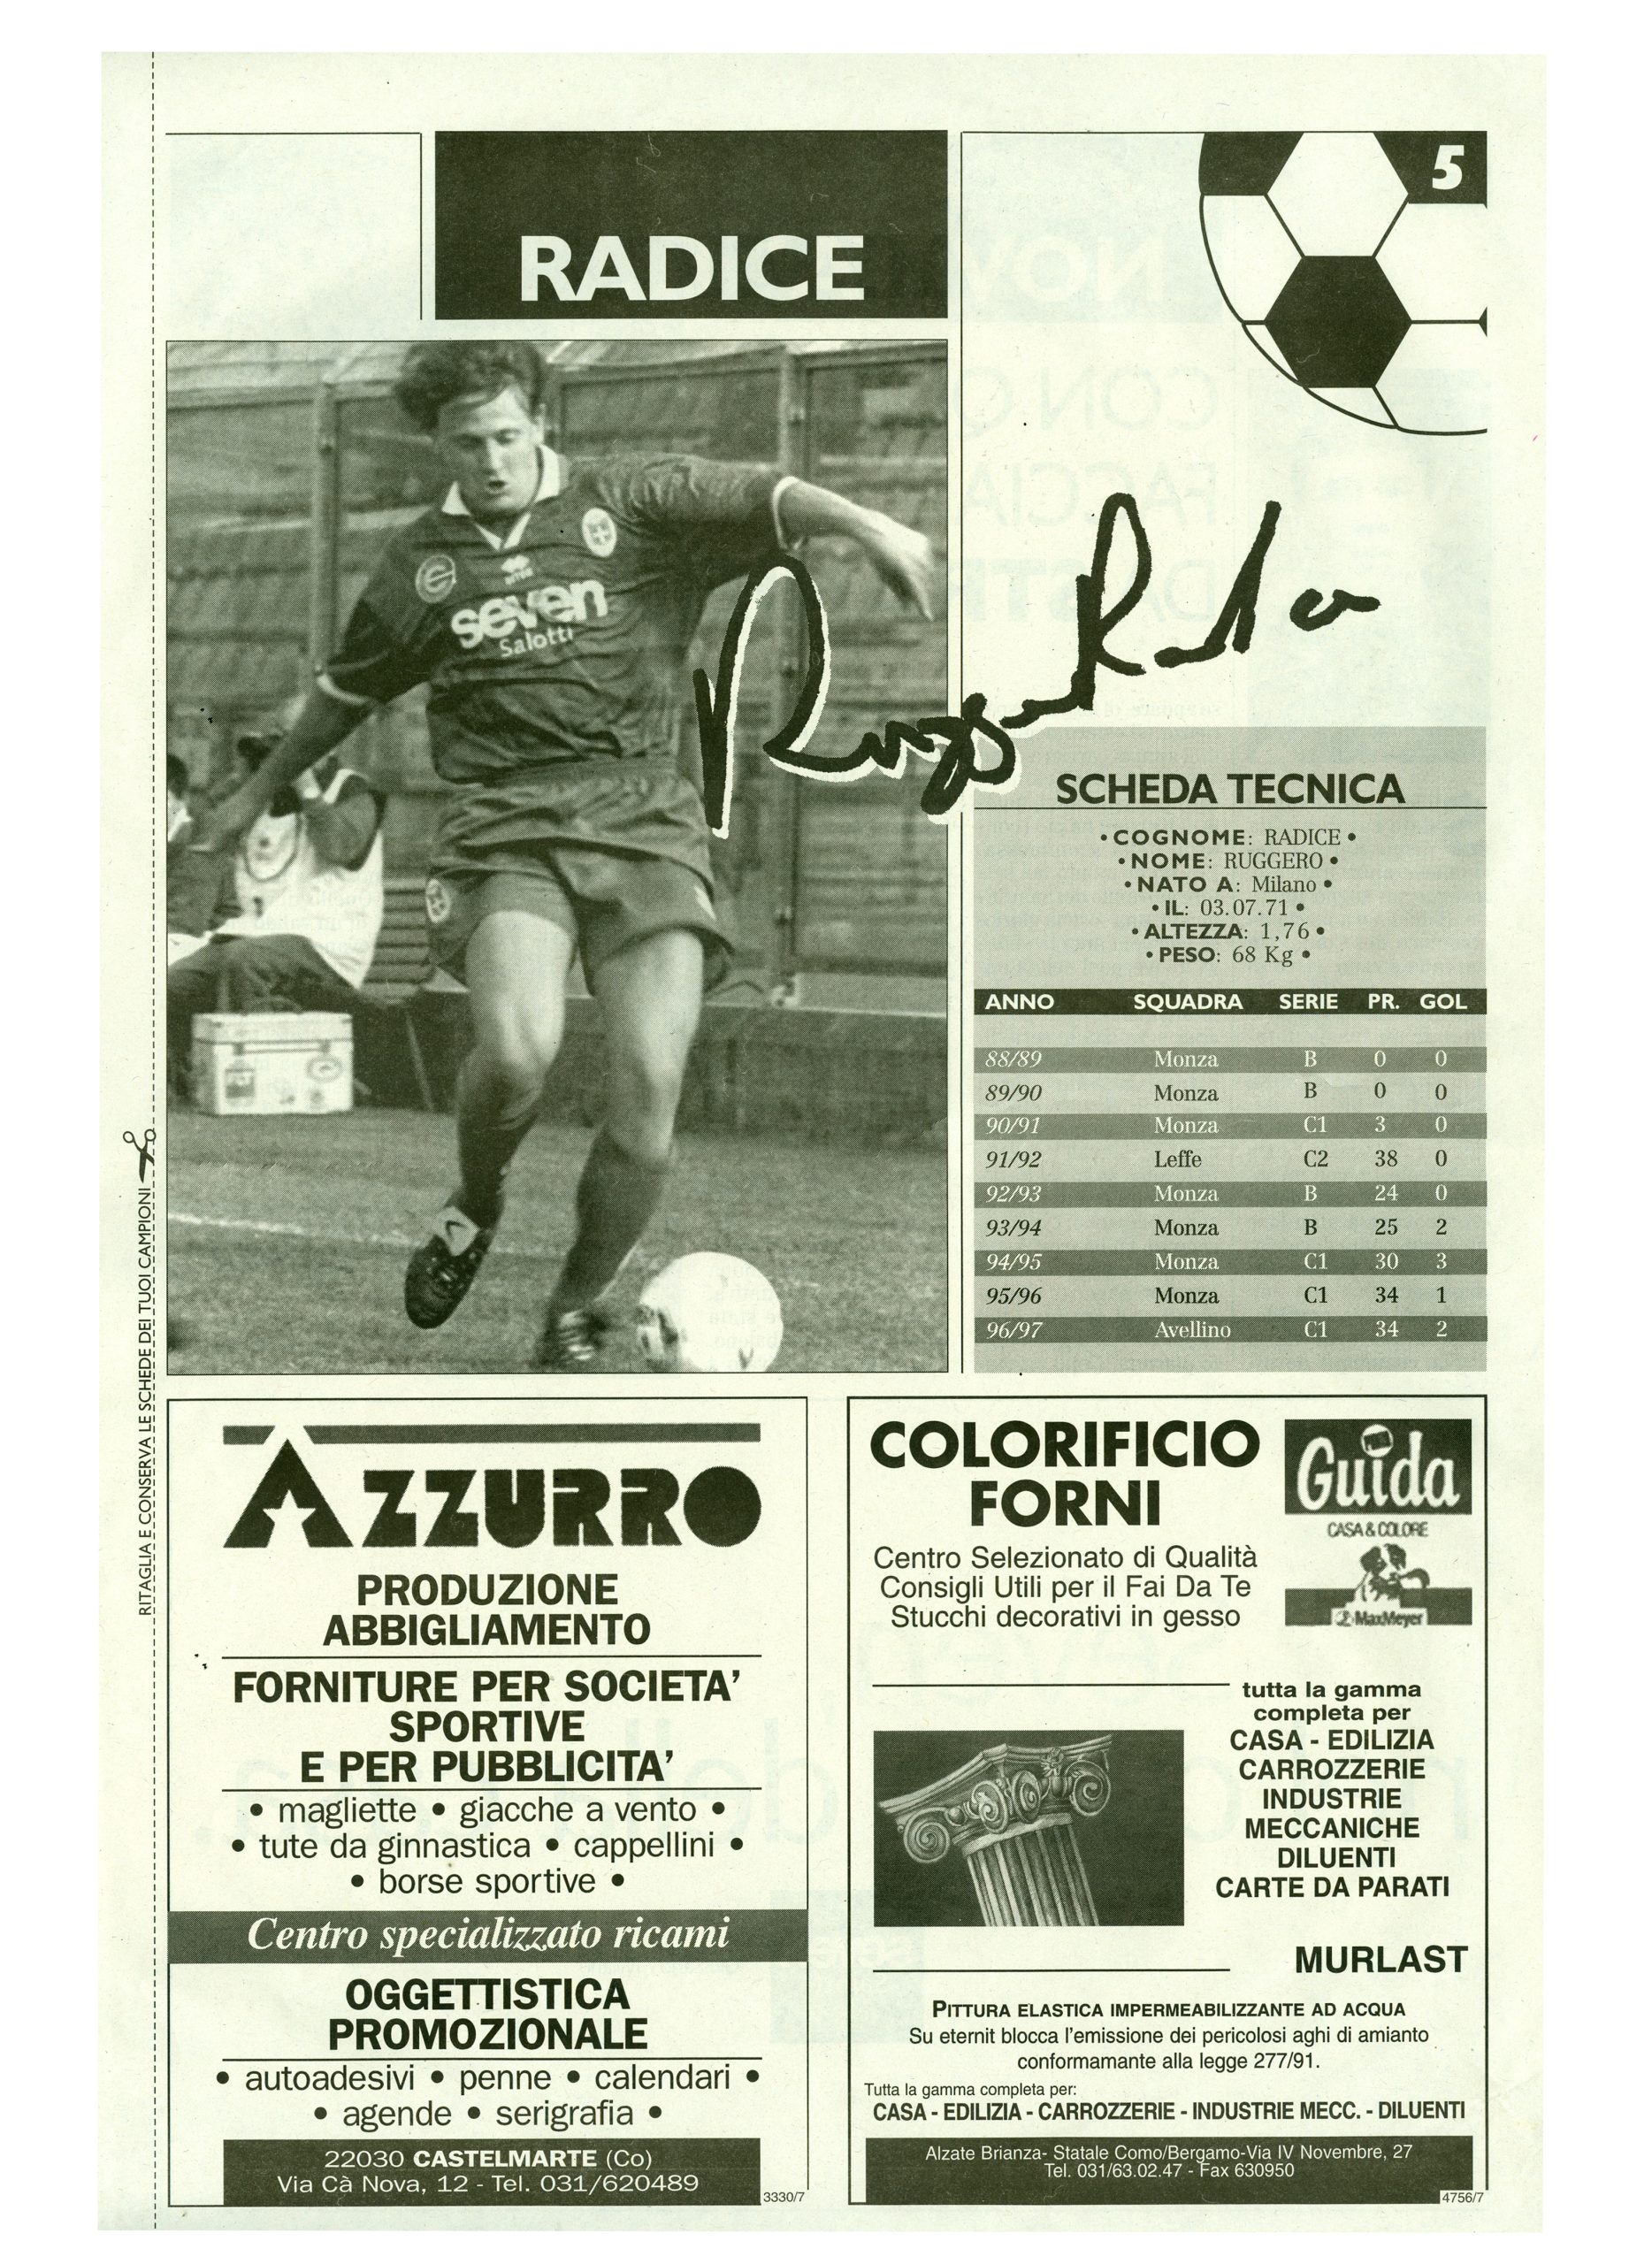 5
RADICE
seven
Salotti
Ruggero Radice
SCHEDA TECNICA
• COGNOME: RADICE •
• NOME: RUGGERO •
• NATO A: Milano •
• IL: 03.07.71 •
• ALTEZZA: 1,76 •
• PESO: 68 Kg •
ANNO SQUADRA SERIE PR. GOL
88/89 Monza B 0 0
89/90 Monza B 0 0
90/91 Monza C1 3 0
91/92 Leffe C2 38 0
92/93 Monza B 24 0
93/94 Monza B 25 2
94/95 Monza C1 30 3
95/96 Monza C1 34 1
96/97 Avellino C1 34 2
RITAGLIA E CONSERVA LE SCHEDE DEI TUOI CAMPIONI
AZZURRO
PRODUZIONE
ABBIGLIAMENTO
FORNITURE PER SOCIETA'
SPORTIVE
E PER PUBBLICITA'
• magliette • giacche a vento •
• tute da ginnastica • cappellini •
• borse sportive •
Centro specializzato ricami
OGGETTISTICA
PROMOZIONALE
• autoadesivi • penne • calendari •
• agende • serigrafia •
22030 CASTELMARTE (Co)
Via Cà Nova, 12 - Tel. 031/620489
3330/7
COLORIFICIO
FORNI
Centro Selezionato di Qualità
Consigli Utili per il Fai Da Te
Stucchi decorativi in gesso
Guida
CASA & COLORE
MaxMeyer
tutta la gamma
completa per
CASA - EDILIZIA
CARROZZERIE
INDUSTRIE
MECCANICHE
DILUENTI
CARTE DA PARATI
MURLAST
PITTURA ELASTICA IMPERMEABILIZZANTE AD ACQUA
Su eternit blocca l'emissione dei pericolosi aghi di amianto
conformamante alla legge 277/91.
Tutta la gamma completa per:
CASA - EDILIZIA - CARROZZERIE - INDUSTRIE MECC. - DILUENTI
Alzate Brianza- Statale Como/Bergamo-Via IV Novembre, 27
Tel. 031/63.02.47 - Fax 630950
4756/7